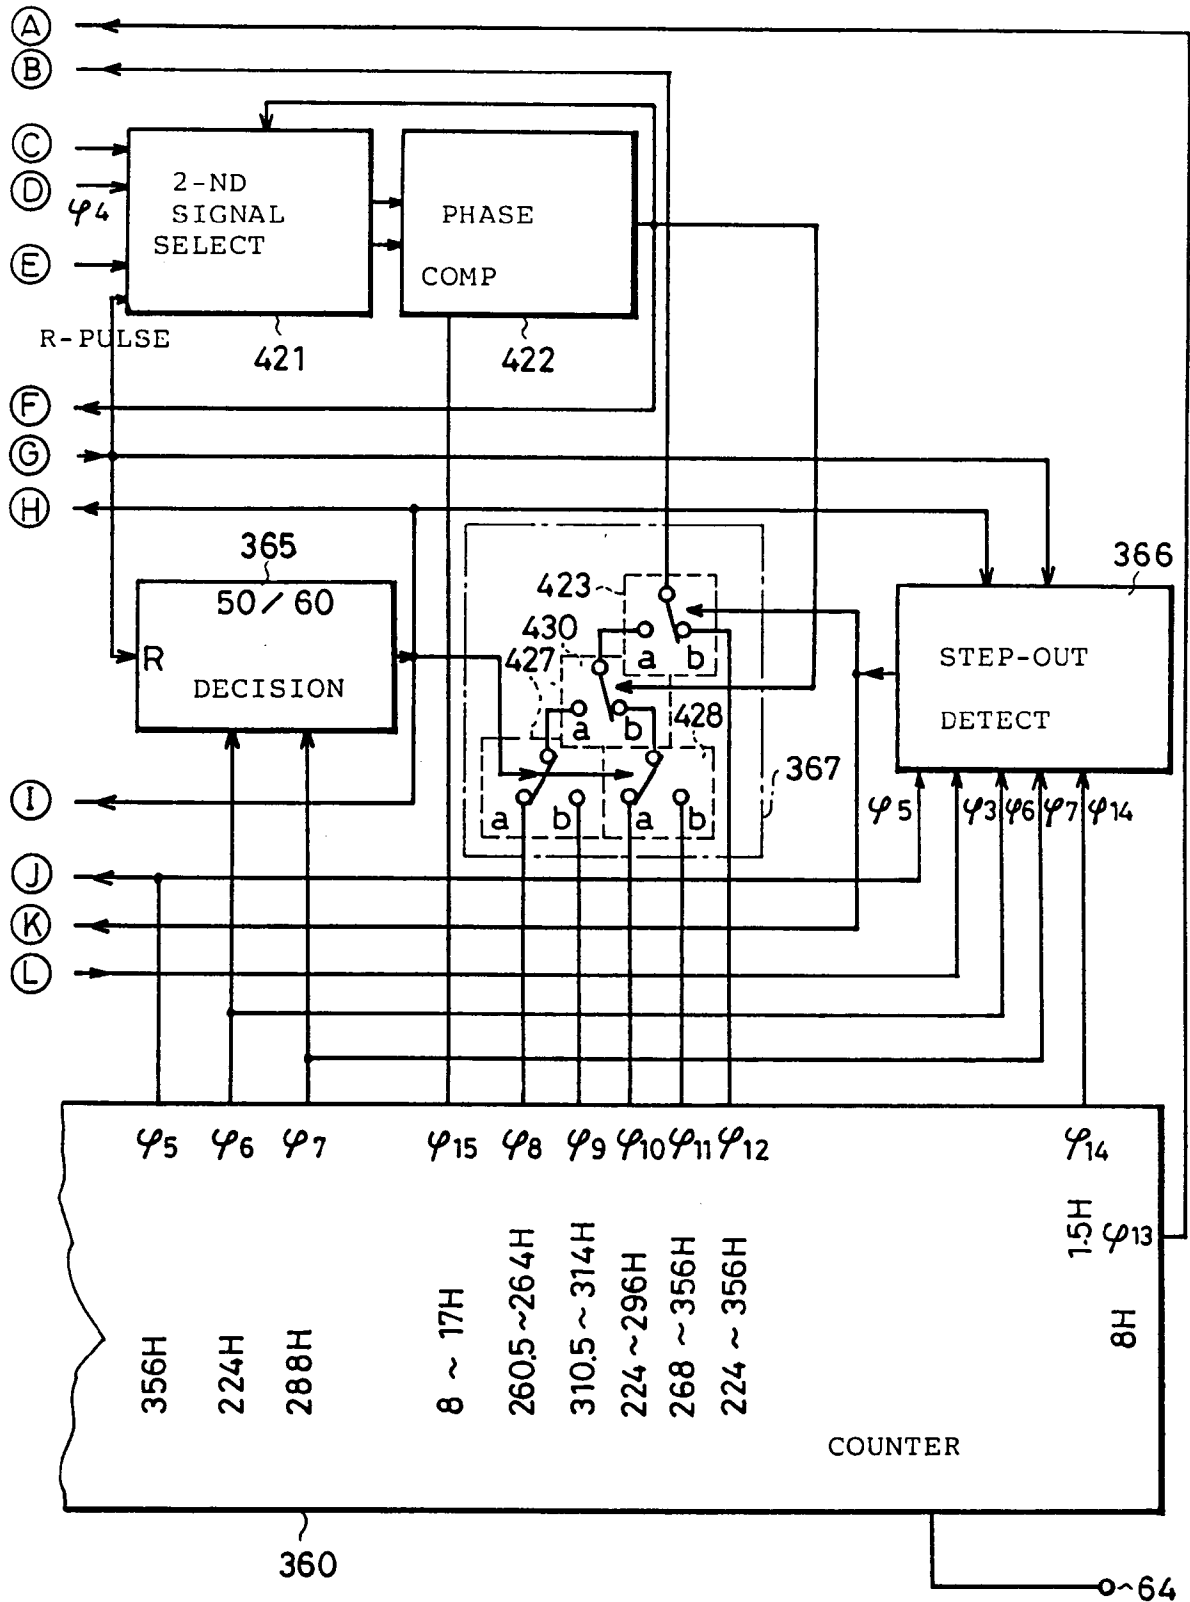 A
B
C
D
φ4
E
2-ND
SIGNAL
SELECT
PHASE
COMP
R-PULSE
421
422
F
G
H
365
50/60
R
DECISION
423
430
427
a b
a b
428
a b
a b
367
366
STEP-OUT
DETECT
φ5 φ3 φ6 φ7 φ14
I
J
K
L
φ5 φ6 φ7 φ15 φ8 φ9 φ10 φ11 φ12 φ14
φ13
356H
224H
288H
8~17H
260.5~264H
310.5~314H
224~296H
268~356H
224~356H
1.5H
8H
COUNTER
360
64